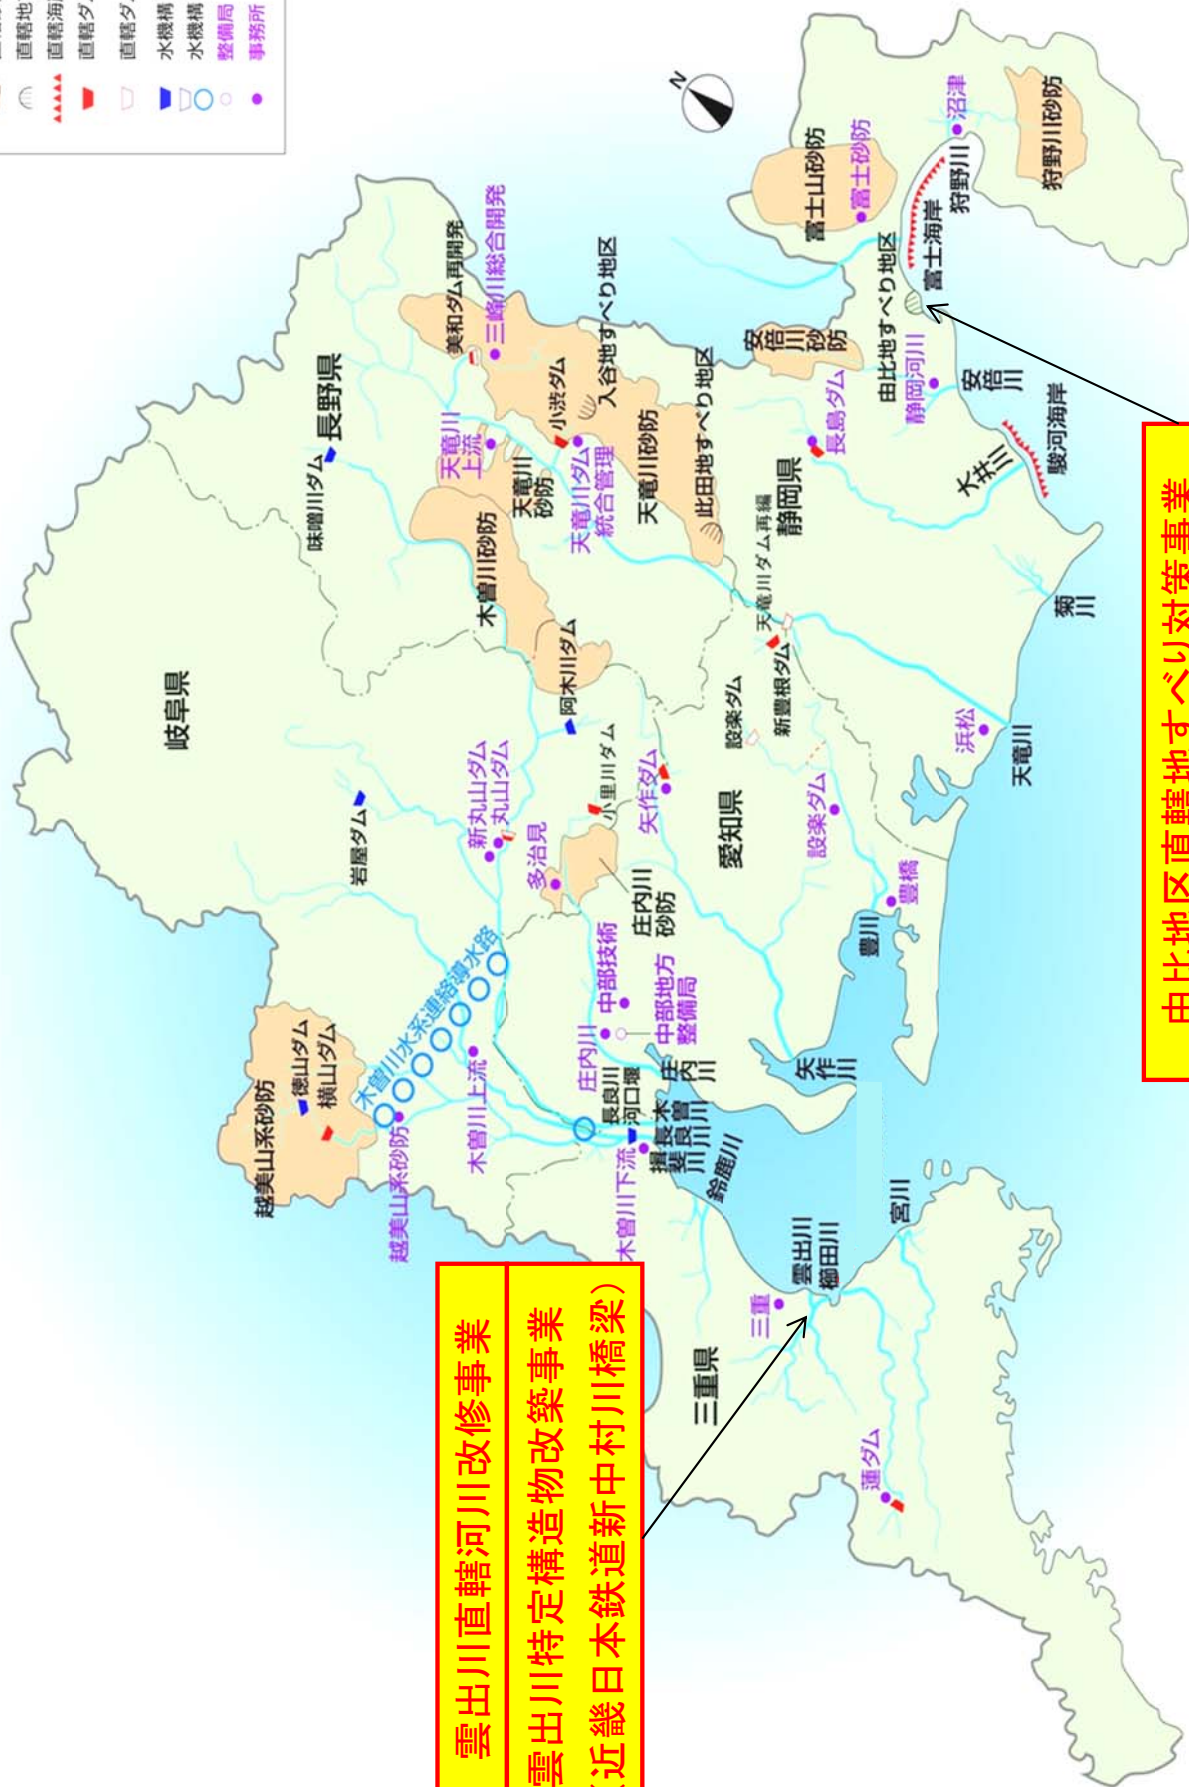 直轄地
直轄海
直轄ダ
直轄ダ
水機構
水機構
整備局
事務所
岐阜県
長野県
味噌川ダム
岩屋ダム
越美山系砂防
徳山ダム
横山ダム
木曽川水系連絡導水路
越美山系砂防
木曽川上流
新丸山ダム
丸山ダム
多治見
木曽川砂防
阿木川ダム
小里川ダム
天竜川
上流
天竜川
砂防
美和ダム再開発
三峰川総合開発
小渋ダム
入谷地すべり地区
天竜川ダム
統合管理
天竜川砂防
此田地すべり地区
庄内川
砂防
中部技術
庄内川
中部地方
整備局
長良川
河口堰
木曽川下流
揖斐川
長良川
木曽川
庄内川
矢作ダム
愛知県
設楽ダム
新豊根ダム
天竜川ダム再編
静岡県
設楽ダム
豊橋
豊川
矢作川
浜松
天竜川
菊川
長島ダム
大井川
駿河海岸
安倍川
安倍川砂防
静岡河川
由比地すべり地区
富士海岸
富士山砂防
富士砂防
狩野川
沼津
狩野川砂防
鈴鹿川
三重県
三重
雲出川
櫛田川
宮川
蓮ダム
雲出川直轄河川改修事業
雲出川特定構造物改築事業
(近畿日本鉄道新中村川橋梁)
由比地区直轄地すべり対策事業
N